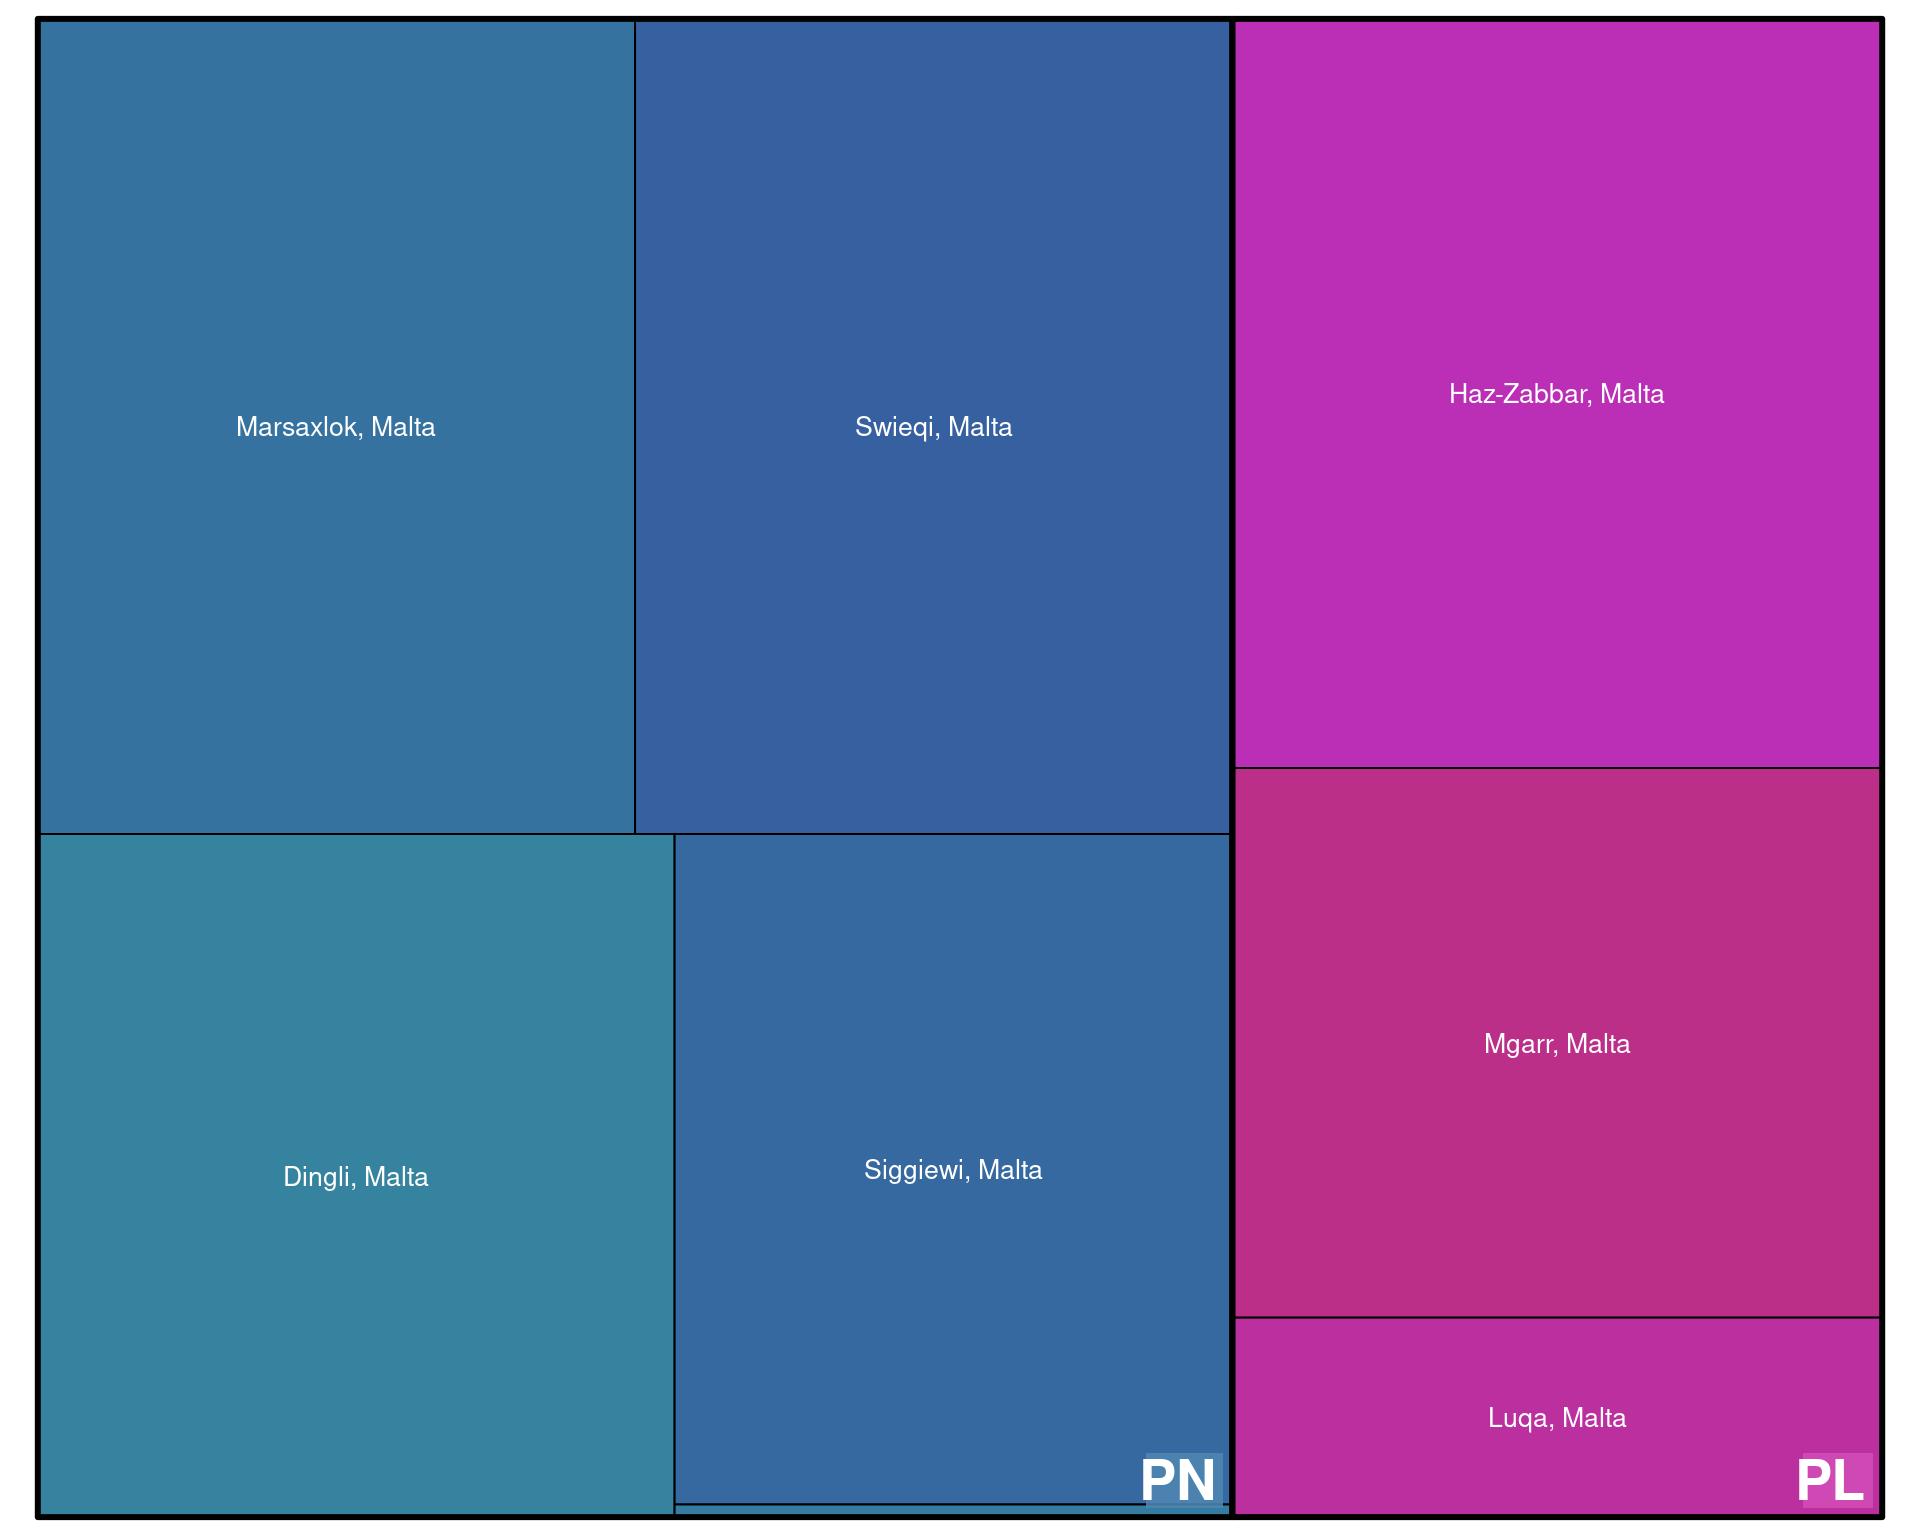 Marsaxlok, Malta
Swieqi, Malta
Haz-Zabbar, Malta
Mgarr, Malta
Dingli, Malta
Siggiewi, Malta
Luqa, Malta
PN
PL